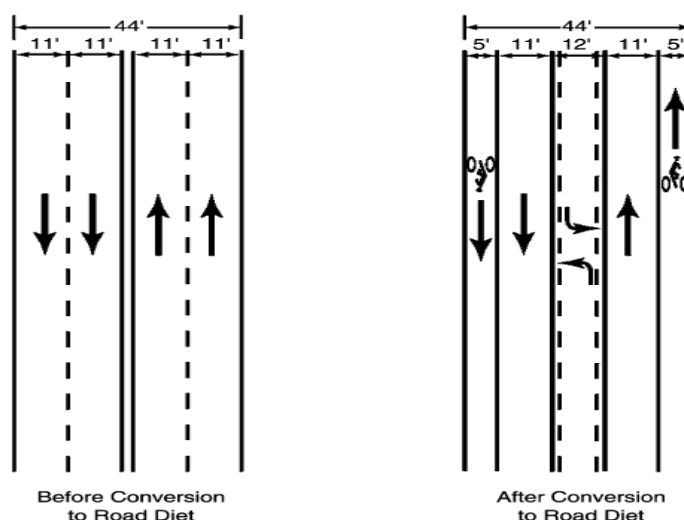 44' 44'
11' 11' 11' 11' 5' 11' 12' 11' 5'
Before Conversion
to Road Diet
After Conversion
to Road Diet